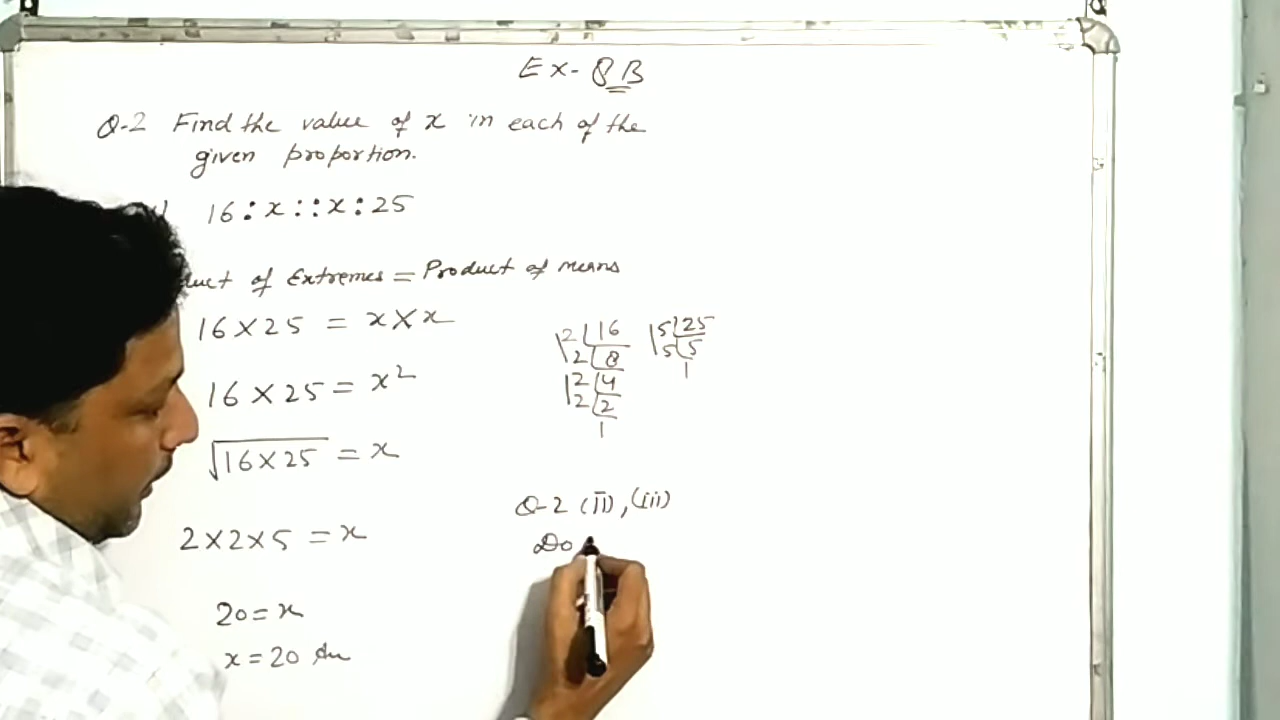 Ex- 8B
Q-2 Find the value of x in each of the
given proportion.
16:x::x:25
of Extremes = Product of means
16×25 = x×x
16×25 = x²
√16×25 = x
2×2×5 = x
20=x
x=20
2 16
2 8
2 4
2 2
1
5 25
5 5
1
Q-2 (ii), (iii)
Do